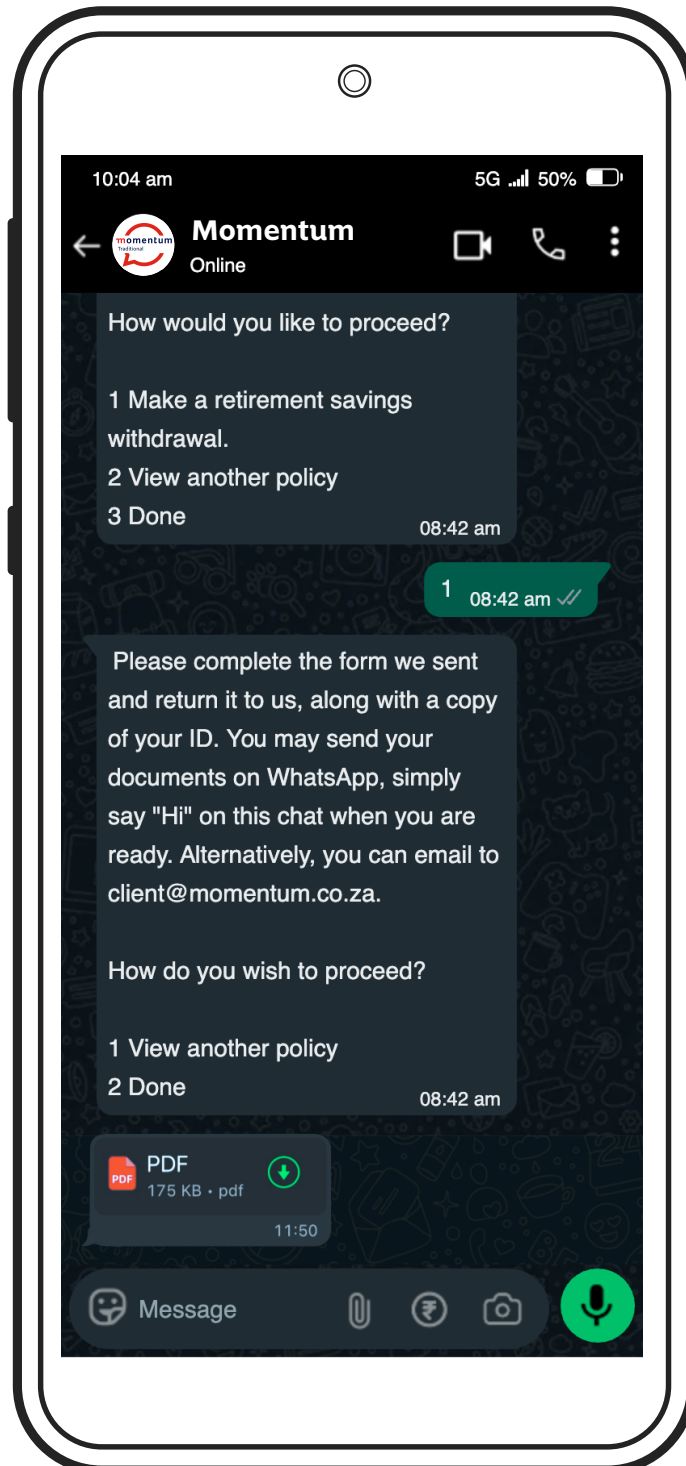 10:04 am 5G 50%
momentum
Traditional
Momentum
Online
How would you like to proceed?
1 Make a retirement savings
withdrawal.
2 View another policy
3 Done
08:42 am
1 08:42 am
Please complete the form we sent
and return it to us, along with a copy
of your ID. You may send your
documents on WhatsApp, simply
say "Hi" on this chat when you are
ready. Alternatively, you can email to
client@momentum.co.za.
How do you wish to proceed?
1 View another policy
2 Done
08:42 am
PDF
PDF
175 KB • pdf
11:50
Message ₹